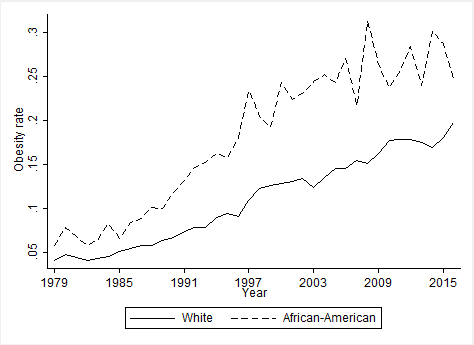 Obesity rate
.3
.25
.2
.15
.1
.05
1979 1985 1991 1997 2003 2009 2015
Year
White African-American